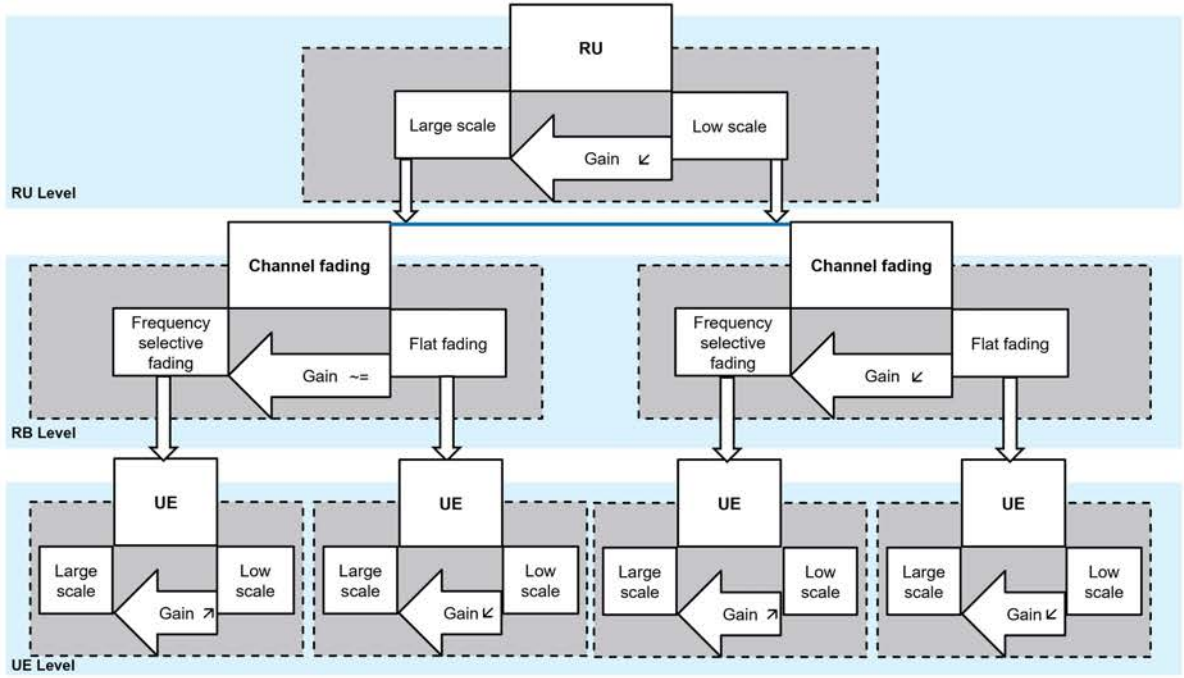 RU
Large scale
Low scale
Gain ↙
RU Level
Channel fading
Channel fading
Frequency
selective
fading
Flat fading
Gain ~=
Frequency
selective
fading
Flat fading
Gain ↙
RB Level
UE
UE
UE
UE
Large
scale
Low
scale
Gain ↗
Large
scale
Low
scale
Gain ↙
Large
scale
Low
scale
Gain ↗
Large
scale
Low
scale
Gain ↙
UE Level